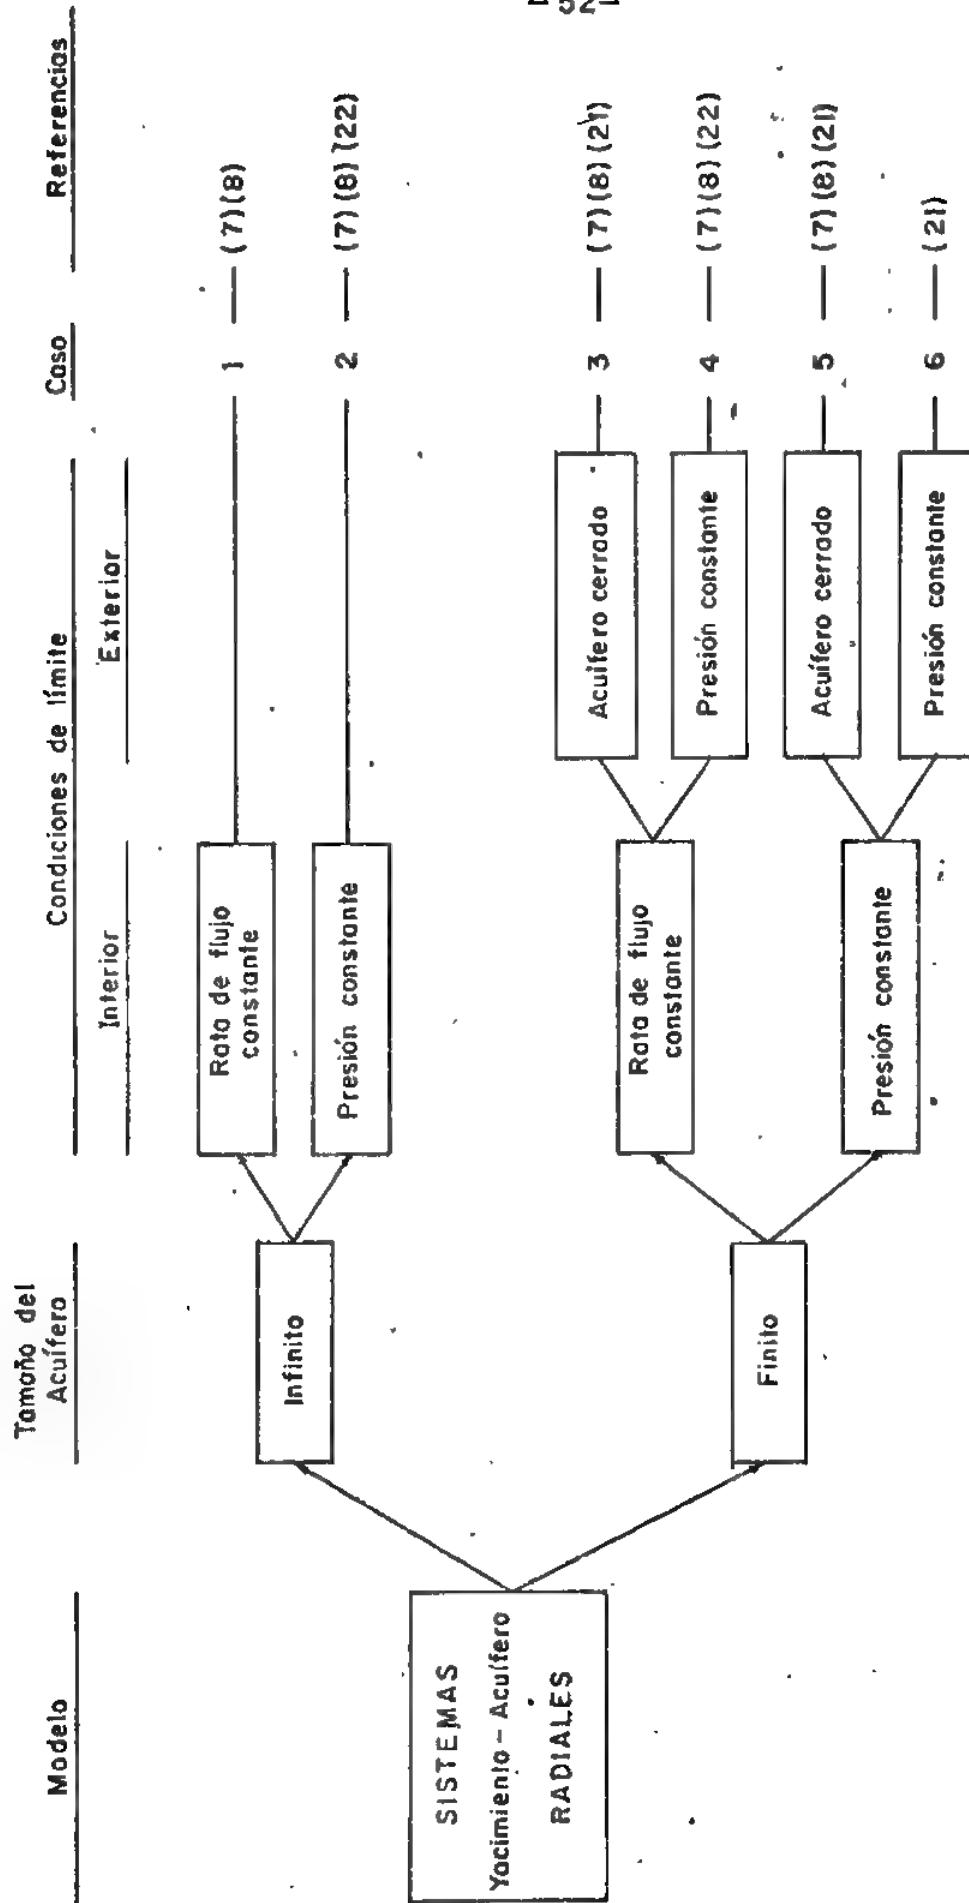 52
Modelo
Tamaño del
Acuífero
Condiciones de límite
Interior
Exterior
Caso
Referencias
SISTEMAS
Yacimiento - Acuífero
RADIALES
Infinito
Rata de flujo
constante
1
(7)(8)
Presión constante
2
(7)(8)(22)
Finito
Rata de flujo
constante
Acuífero cerrado
3
(7)(8)(21)
Presión constante
4
(7)(8)(22)
Presión constante
Acuífero cerrado
5
(7)(8)(21)
Presión constante
6
(21)